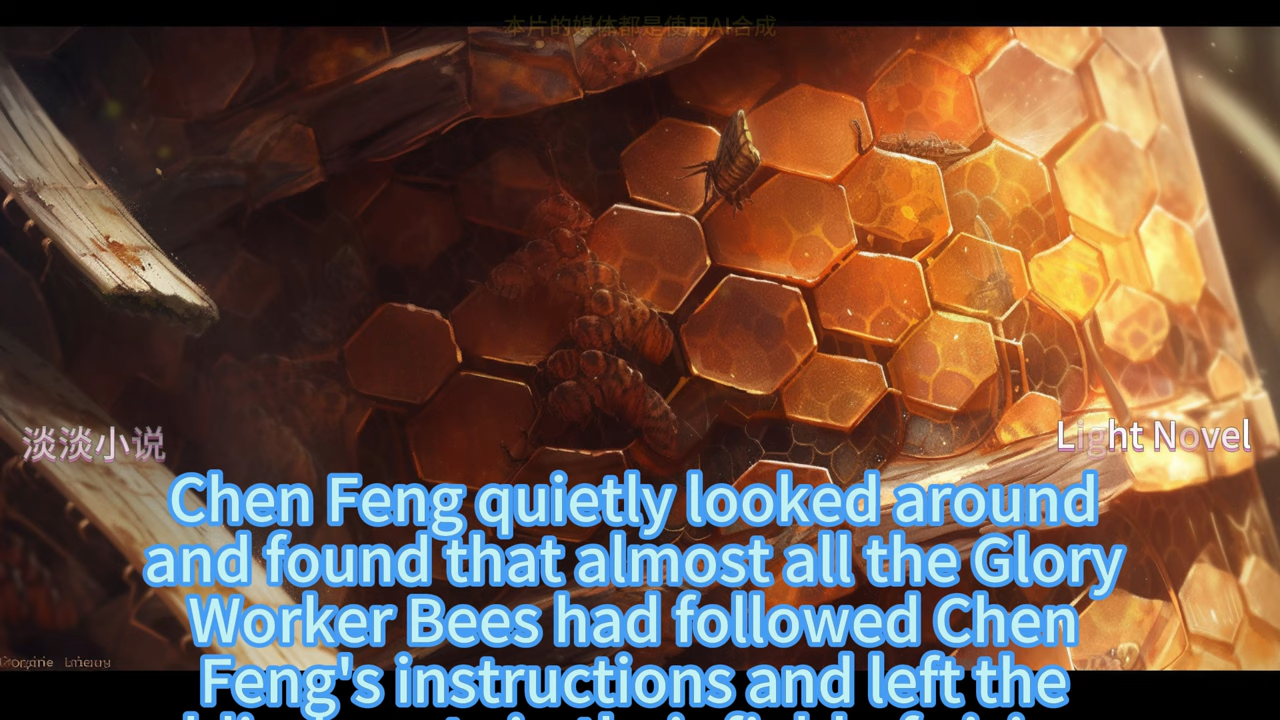 本片的媒体都是使用AI合成
淡淡小说
Light Novel
Chen Feng quietly looked around
and found that almost all the Glory
Worker Bees had followed Chen
Feng's instructions and left the